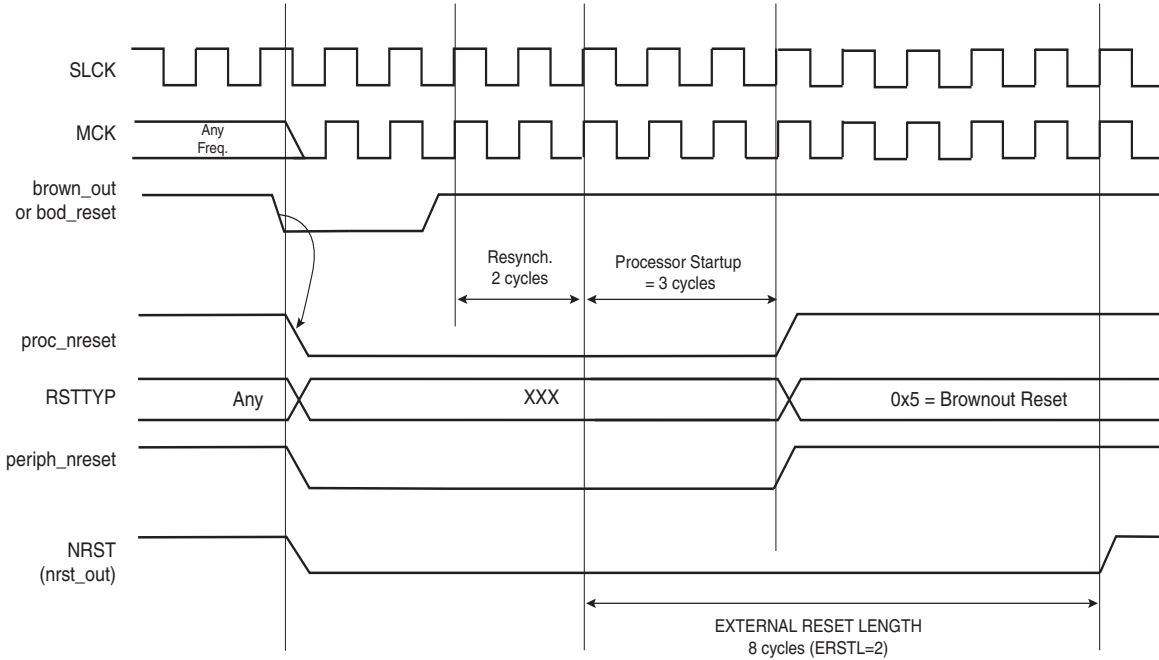 SLCK
MCK
Any
Freq.
brown_out
or bod_reset
Resynch.
2 cycles
Processor Startup
= 3 cycles
proc_nreset
RSTTYP
Any
XXX
0x5 = Brownout Reset
periph_nreset
NRST
(nrst_out)
EXTERNAL RESET LENGTH
8 cycles (ERSTL=2)